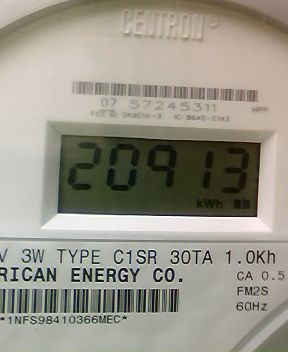 CENTRON®
07 57245311 HPP
20913
kWh
V 3W TYPE C1SR 30TA 1.0Kh
RICAN ENERGY CO. CA 0.5
FM2S
60Hz
*1NFS98410366MEC*